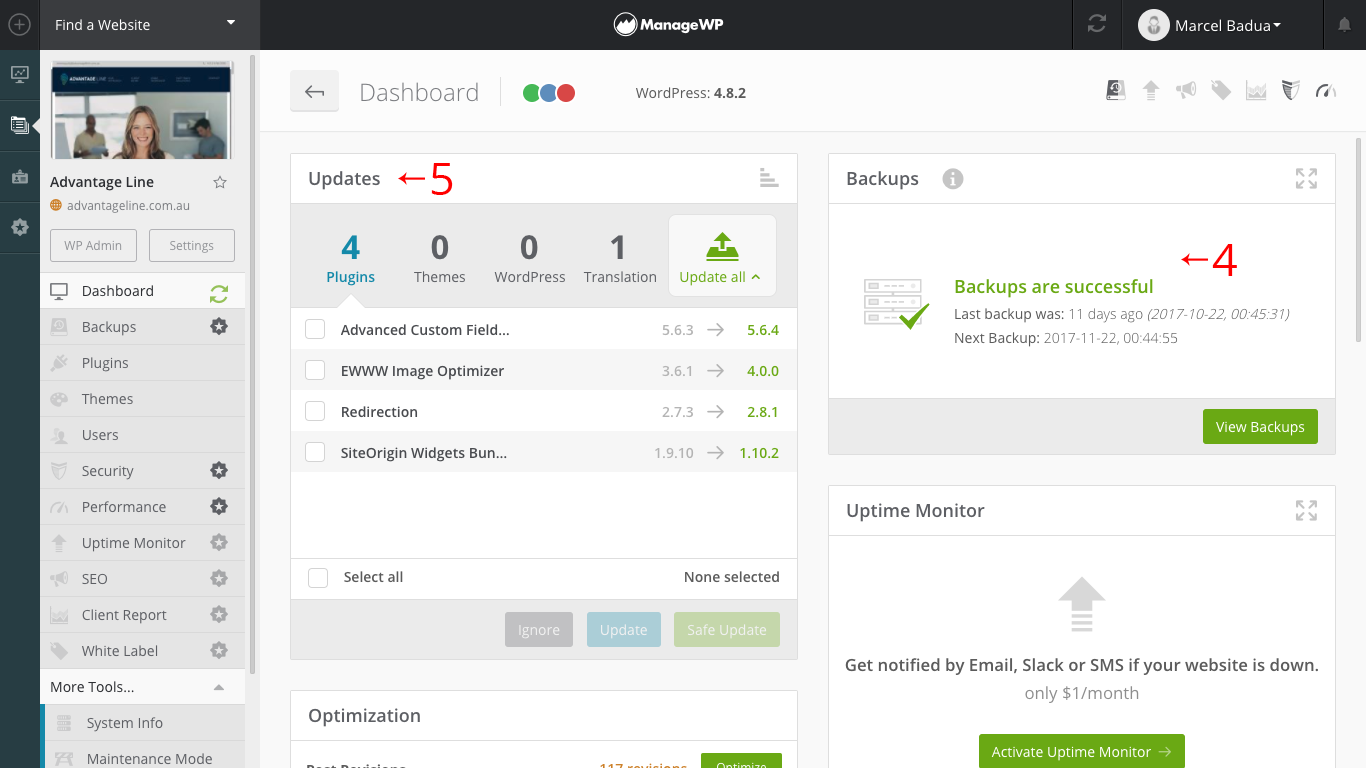 Find a Website
ManageWP
Marcel Badua
ADVANTAGE LINE
Advantage Line
advantageline.com.au
WP Admin
Settings
Dashboard
Backups
Plugins
Themes
Users
Security
Performance
Uptime Monitor
SEO
Client Report
White Label
More Tools...
System Info
Maintenance Mode
Dashboard
WordPress: 4.8.2
Updates
←5
4
Plugins
0
Themes
0
WordPress
1
Translation
Update all
Advanced Custom Field... 5.6.3 → 5.6.4
EWWW Image Optimizer 3.6.1 → 4.0.0
Redirection 2.7.3 → 2.8.1
SiteOrigin Widgets Bun... 1.9.10 → 1.10.2
Select all
None selected
Ignore
Update
Safe Update
Optimization
Post Revisions 117 revisions Optimize
Backups
←4
Backups are successful
Last backup was: 11 days ago (2017-10-22, 00:45:31)
Next Backup: 2017-11-22, 00:44:55
View Backups
Uptime Monitor
Get notified by Email, Slack or SMS if your website is down.
only $1/month
Activate Uptime Monitor →